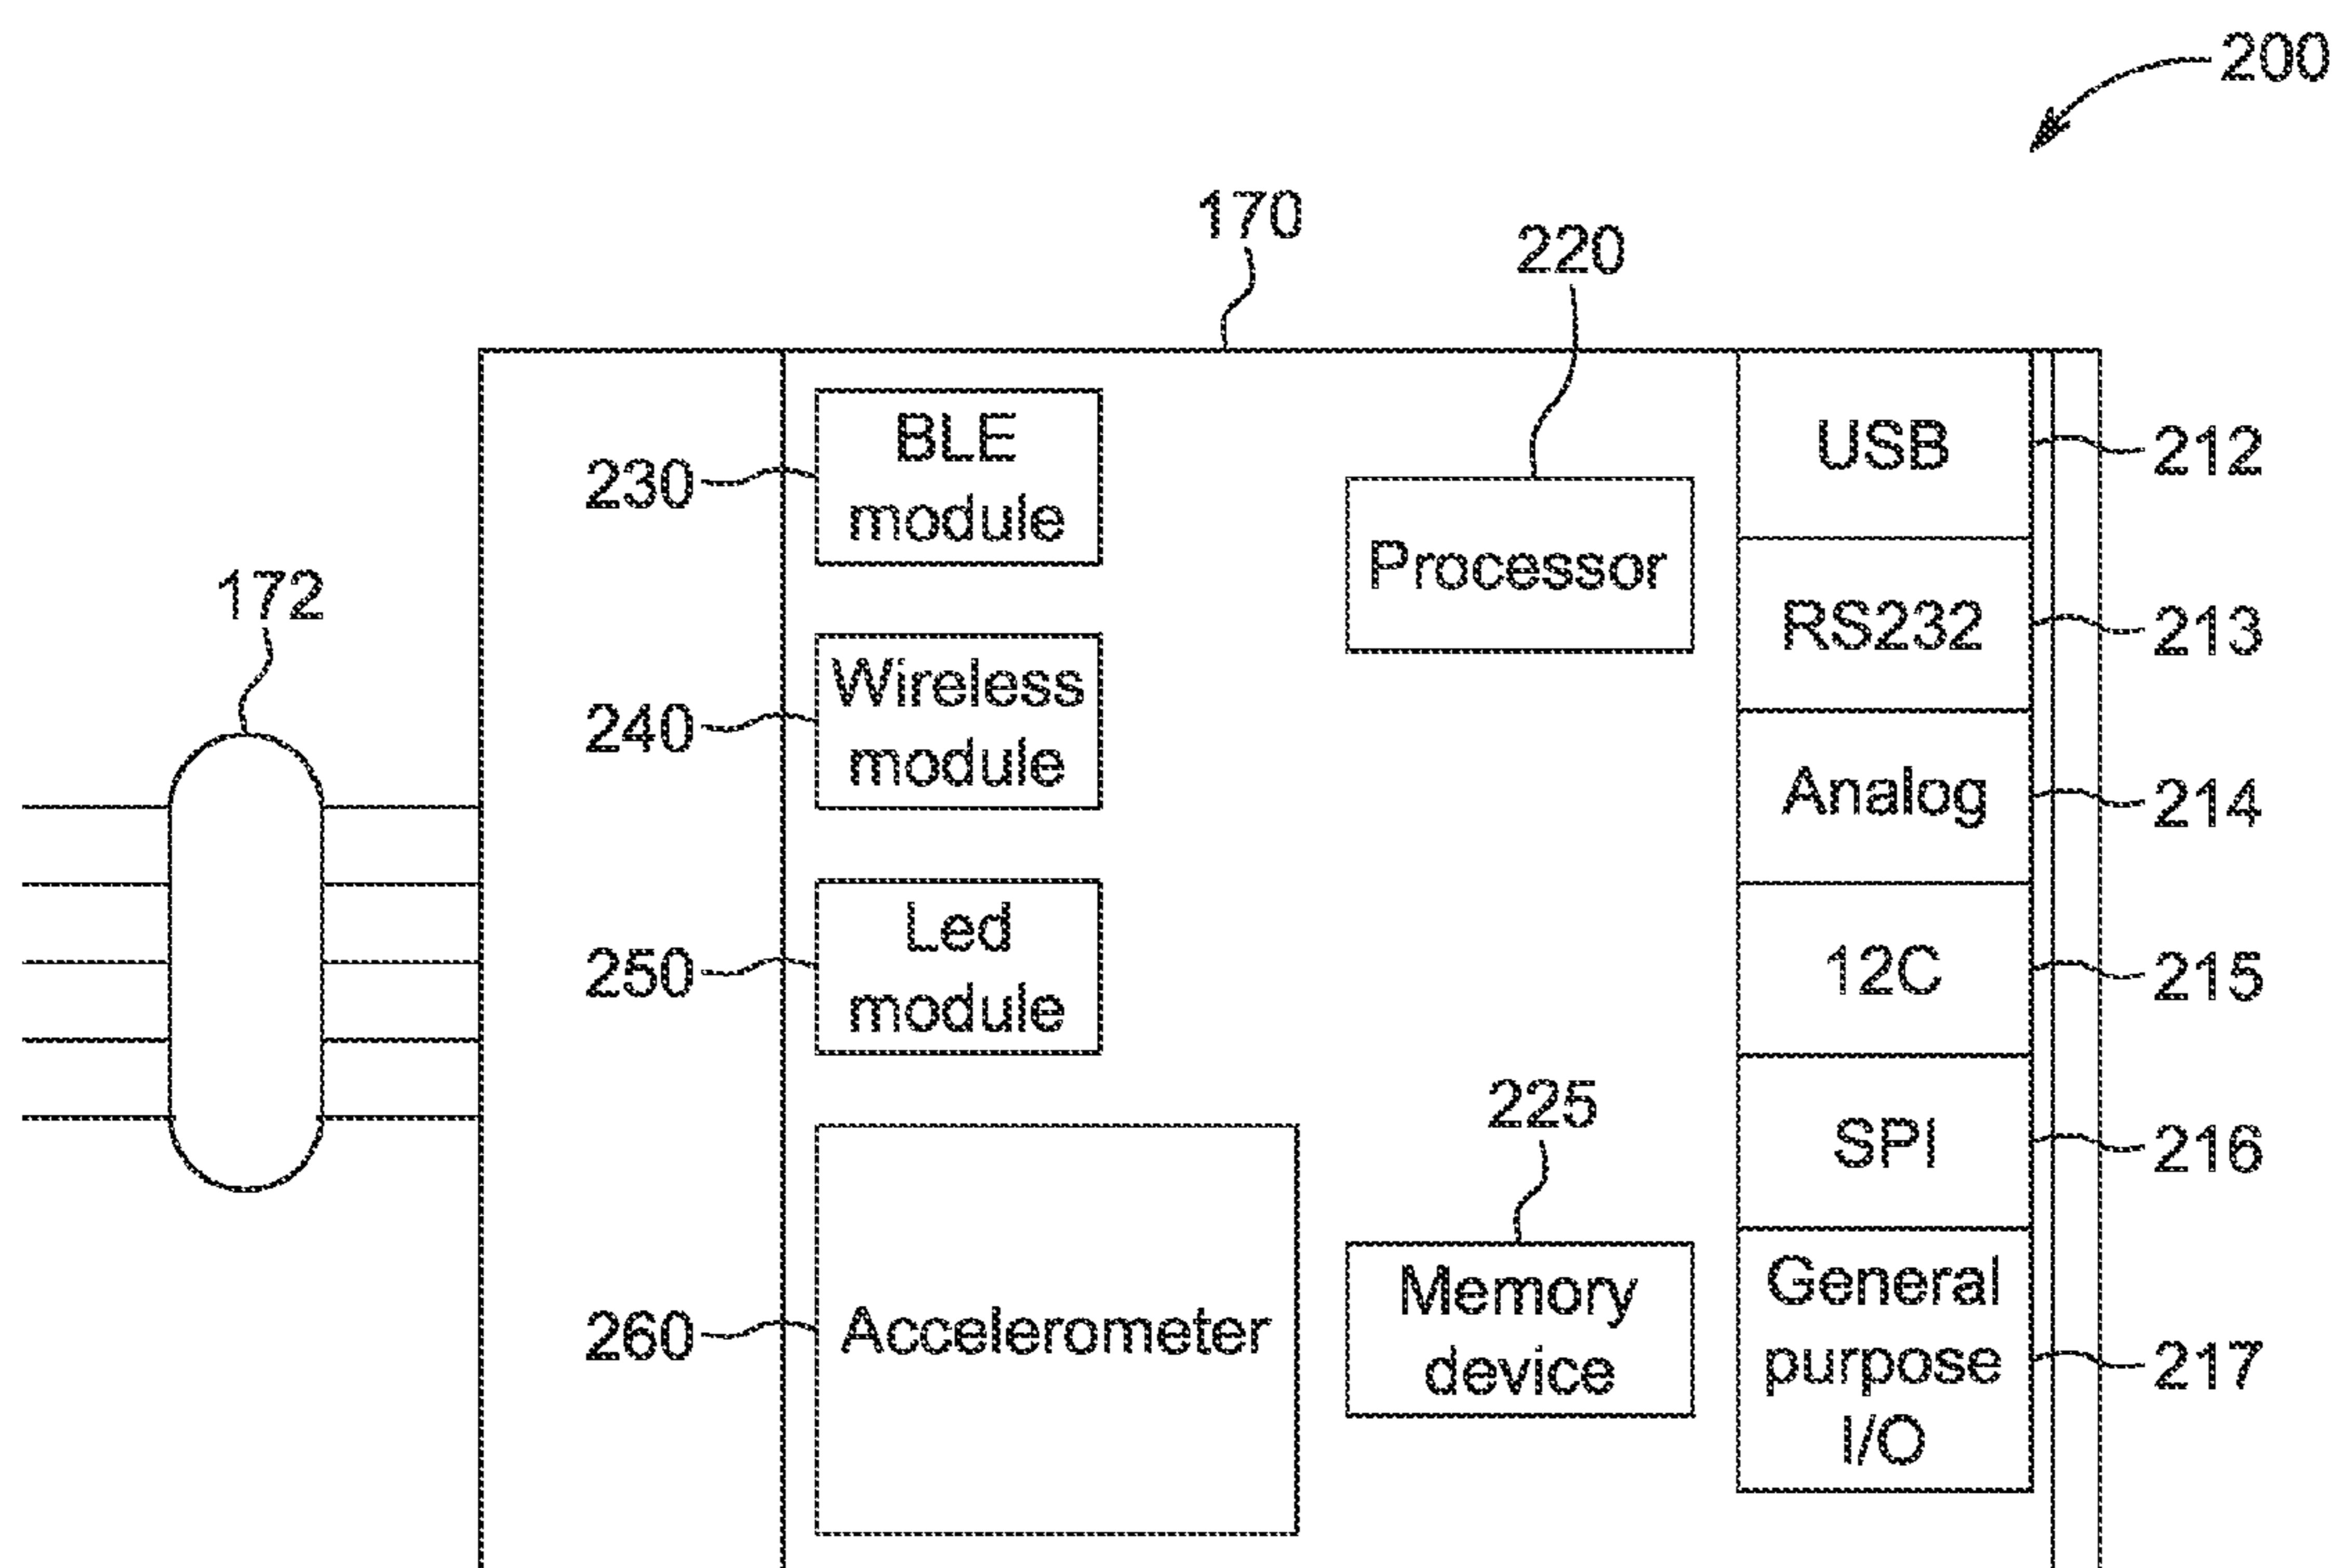 200
170
220
230
BLE
module
Processor
USB
212
172
RS232
213
240
Wireless
module
Analog
214
250
Led
module
12C
215
225
SPI
216
260
Accelerometer
Memory
device
General
purpose
I/O
217